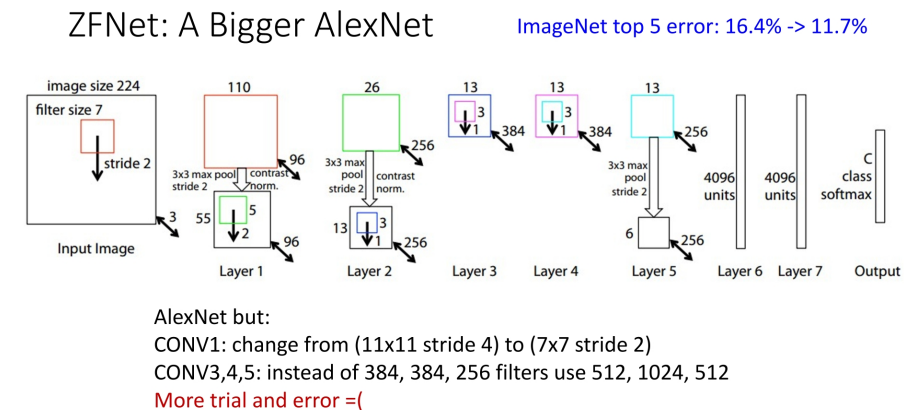 ZFNet: A Bigger AlexNet
ImageNet top 5 error: 16.4% -> 11.7%
image size 224
filter size 7
stride 2
3
Input Image
110
96
3x3 max pool
stride 2
contrast
norm.
55
5
2
96
Layer 1
26
256
3x3 max
pool
stride 2
contrast
norm.
13
3
1
256
Layer 2
13
3
1
384
Layer 3
13
3
1
384
Layer 4
13
256
3x3 max
pool
stride 2
6
256
Layer 5
4096
units
Layer 6
4096
units
Layer 7
C
class
softmax
Output
AlexNet but:
CONV1: change from (11x11 stride 4) to (7x7 stride 2)
CONV3,4,5: instead of 384, 384, 256 filters use 512, 1024, 512
More trial and error =(